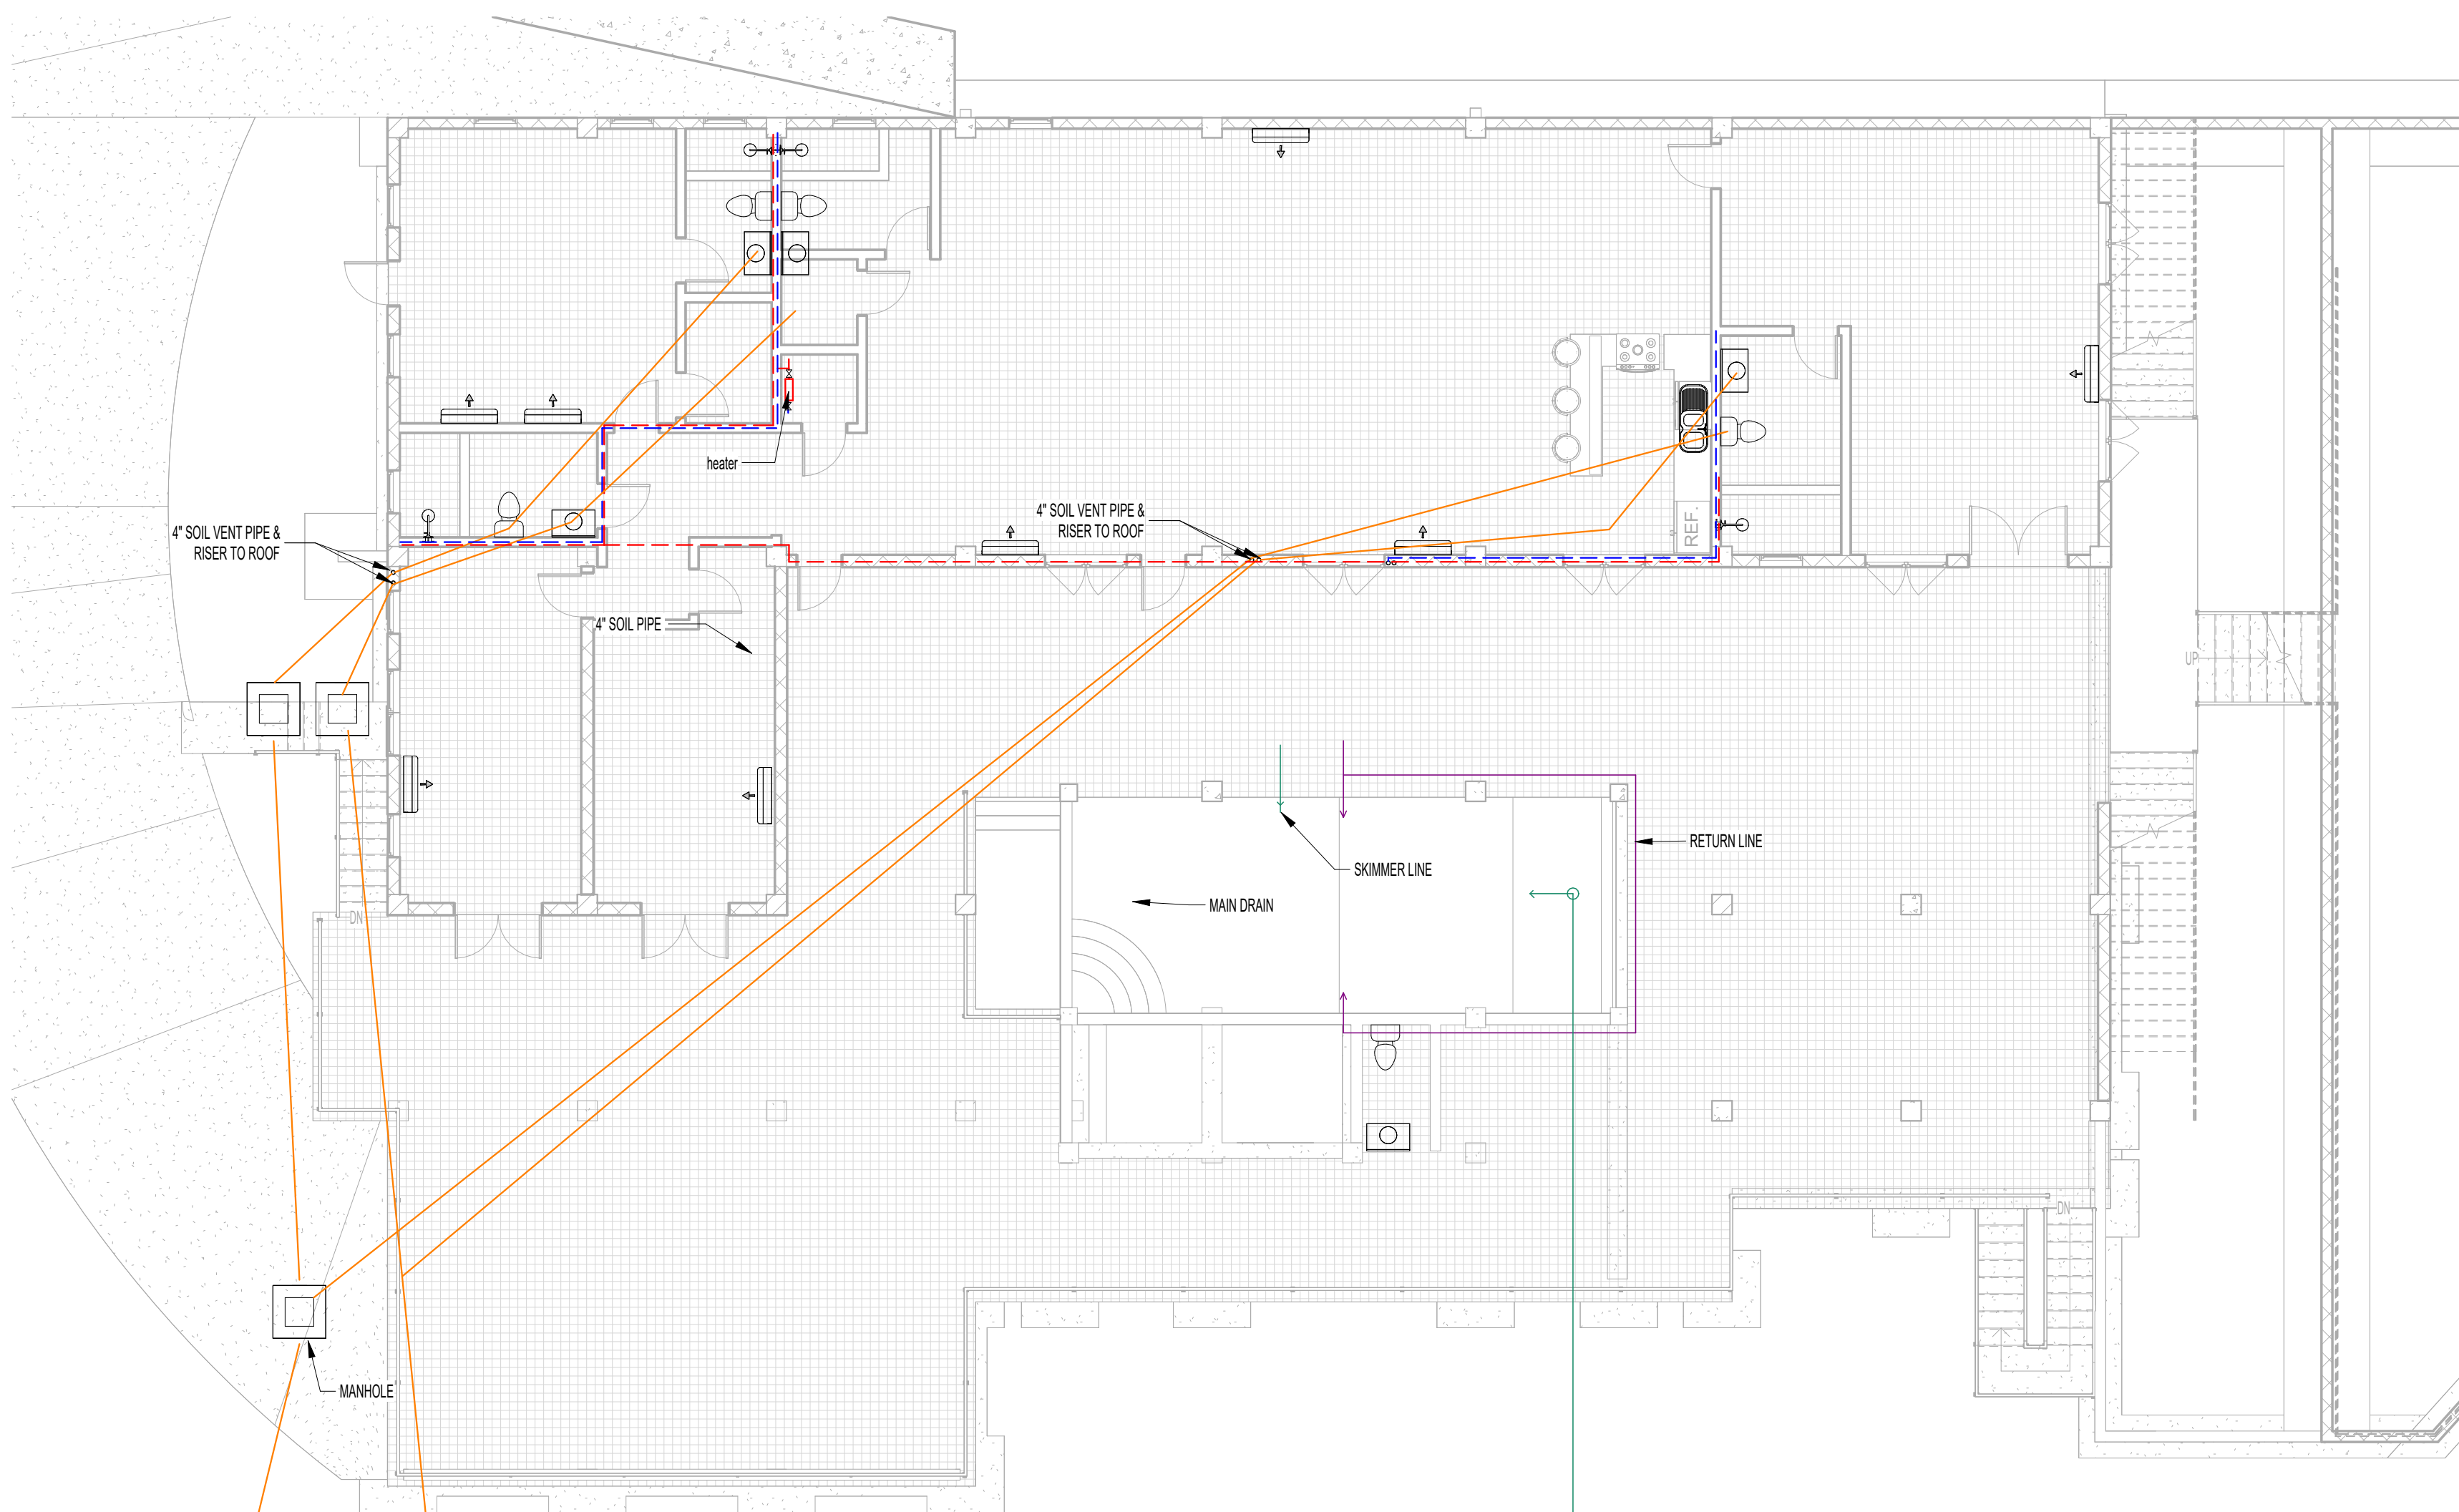 heater
4" SOIL VENT PIPE &
RISER TO ROOF
4" SOIL VENT PIPE &
RISER TO ROOF
REF.
4" SOIL PIPE
UP
RETURN LINE
SKIMMER LINE
MAIN DRAIN
DN
DN
MANHOLE